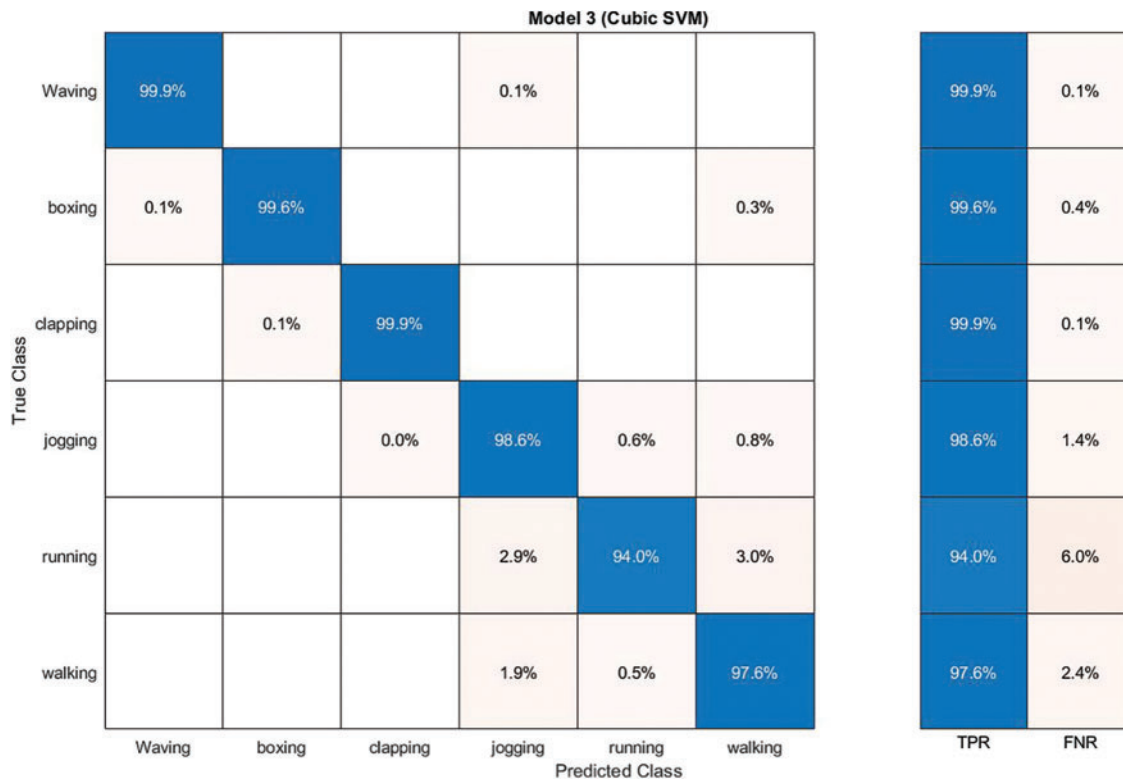 Model 3 (Cubic SVM)
Waving 99.9% 0.1% 99.9% 0.1%
boxing 0.1% 99.6% 0.3% 99.6% 0.4%
clapping 0.1% 99.9% 99.9% 0.1%
True Class
jogging 0.0% 98.6% 0.6% 0.8% 98.6% 1.4%
running 2.9% 94.0% 3.0% 94.0% 6.0%
walking 1.9% 0.5% 97.6% 97.6% 2.4%
Waving boxing clapping jogging running walking TPR FNR
Predicted Class